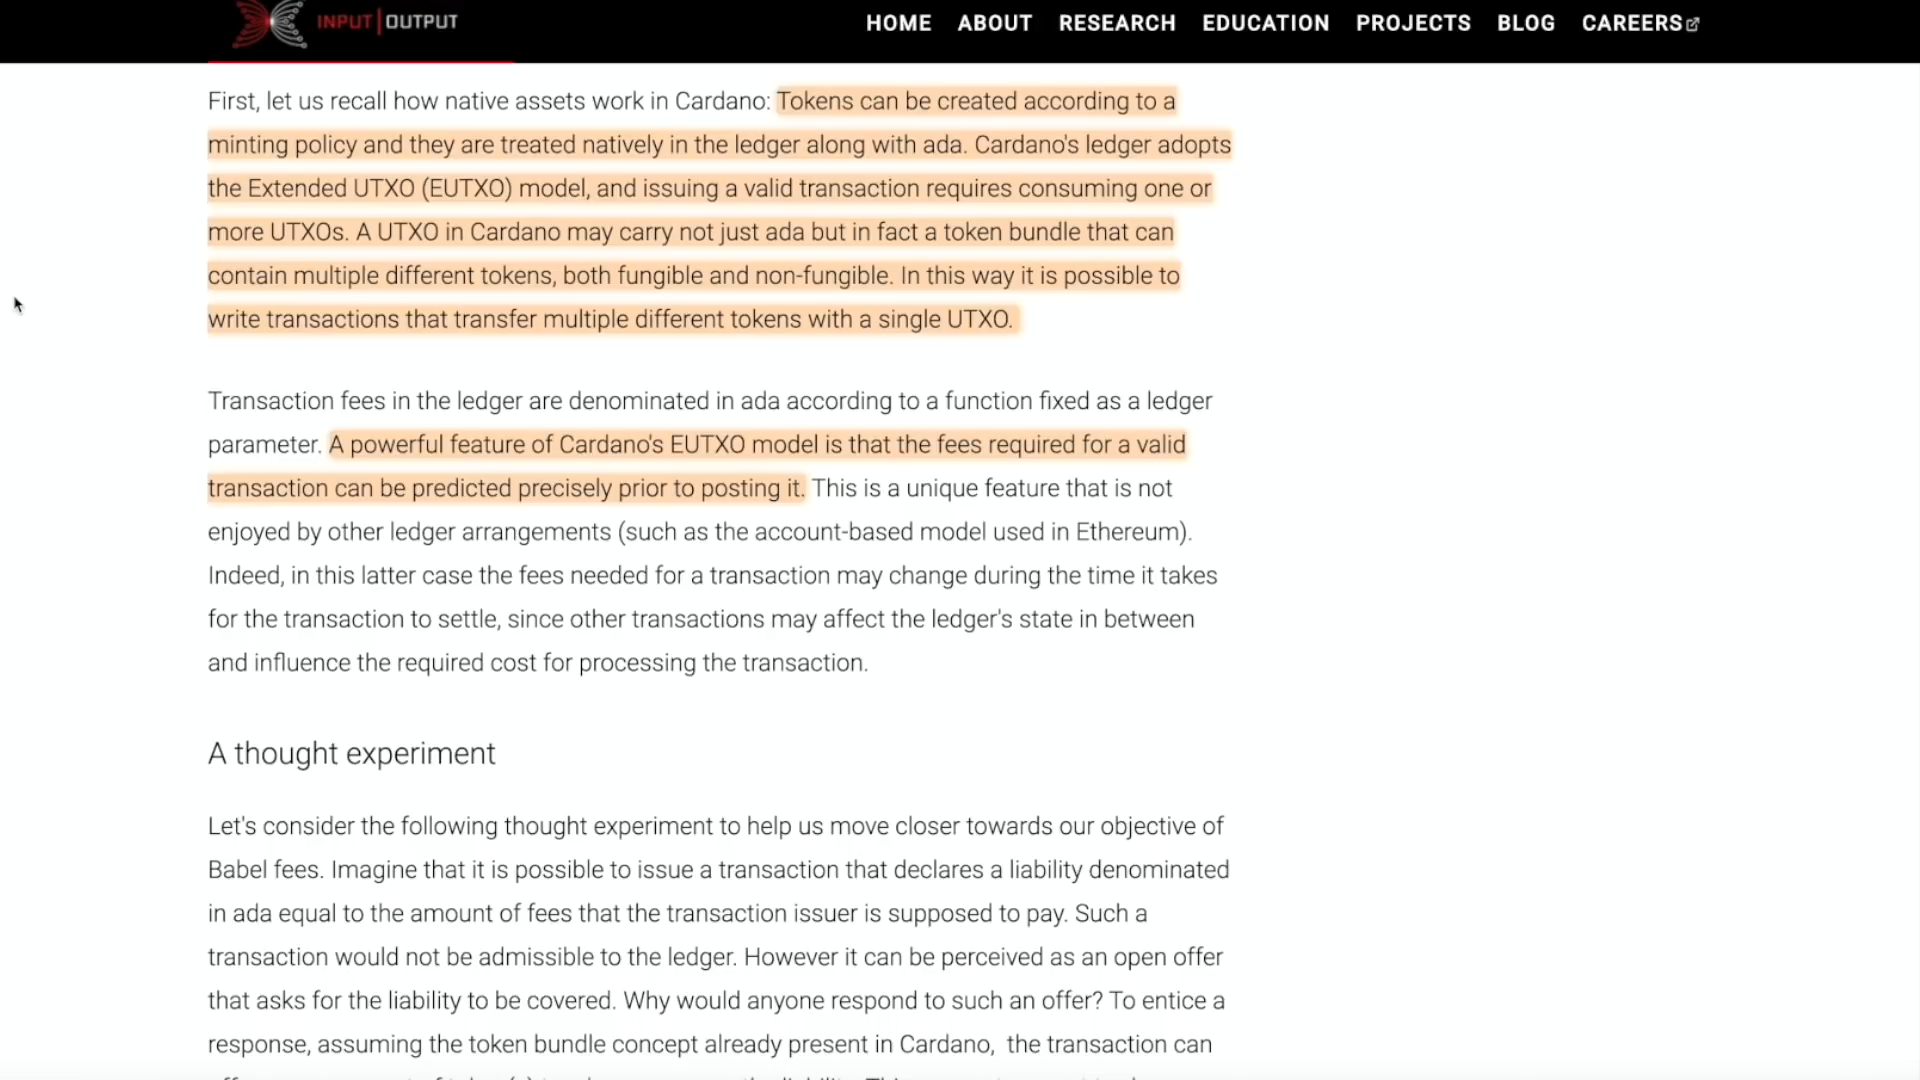 INPUT|OUTPUT
HOME ABOUT RESEARCH EDUCATION PROJECTS BLOG CAREERS
First, let us recall how native assets work in Cardano: Tokens can be created according to a
minting policy and they are treated natively in the ledger along with ada. Cardano's ledger adopts
the Extended UTXO (EUTXO) model, and issuing a valid transaction requires consuming one or
more UTXOs. A UTXO in Cardano may carry not just ada but in fact a token bundle that can
contain multiple different tokens, both fungible and non-fungible. In this way it is possible to
write transactions that transfer multiple different tokens with a single UTXO.
Transaction fees in the ledger are denominated in ada according to a function fixed as a ledger
parameter. A powerful feature of Cardano's EUTXO model is that the fees required for a valid
transaction can be predicted precisely prior to posting it. This is a unique feature that is not
enjoyed by other ledger arrangements (such as the account-based model used in Ethereum).
Indeed, in this latter case the fees needed for a transaction may change during the time it takes
for the transaction to settle, since other transactions may affect the ledger's state in between
and influence the required cost for processing the transaction.
A thought experiment
Let's consider the following thought experiment to help us move closer towards our objective of
Babel fees. Imagine that it is possible to issue a transaction that declares a liability denominated
in ada equal to the amount of fees that the transaction issuer is supposed to pay. Such a
transaction would not be admissible to the ledger. However it can be perceived as an open offer
that asks for the liability to be covered. Why would anyone respond to such an offer? To entice a
response, assuming the token bundle concept already present in Cardano, the transaction can